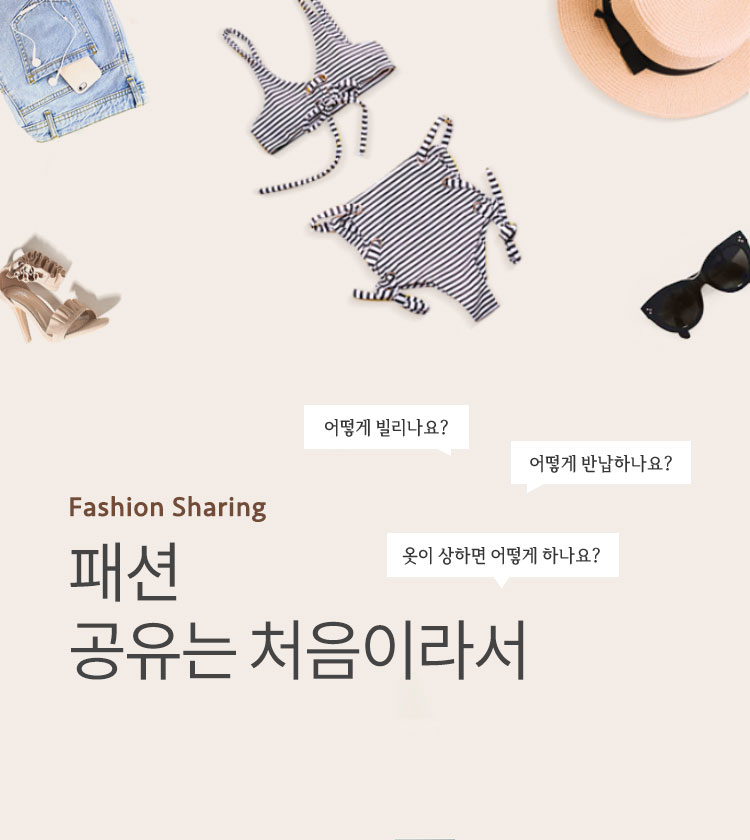 어떻게 빌리나요?
어떻게 반납하나요?
Fashion Sharing
옷이 상하면 어떻게 하나요?
패션
공유는 처음이라서